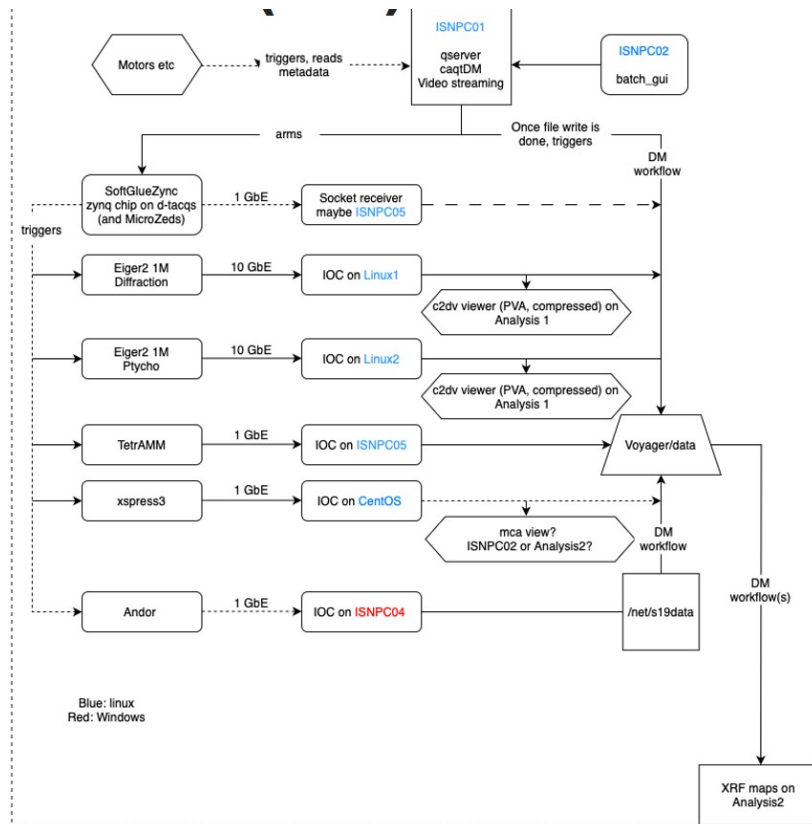 ISNPC01
qserver
caqtDM
Video streaming
ISNPC02
batch_gui
Motors etc
triggers, reads
metadata
arms
Once file write is
done, triggers
DM
workflow
SoftGlueZync
zynq chip on d-tacqs
(and MicroZeds)
1 GbE
Socket receiver
maybe ISNPC05
triggers
Eiger2 1M
Diffraction
10 GbE
IOC on Linux1
c2dv viewer (PVA, compressed) on
Analysis 1
Eiger2 1M
Ptycho
10 GbE
IOC on Linux2
c2dv viewer (PVA, compressed) on
Analysis 1
TetrAMM
1 GbE
IOC on ISNPC05
Voyager/data
xspress3
1 GbE
IOC on CentOS
mca view?
ISNPC02 or Analysis2?
DM
workflow
DM
workflow(s)
Andor
1 GbE
IOC on ISNPC04
/net/s19data
Blue: linux
Red: Windows
XRF maps on
Analysis2